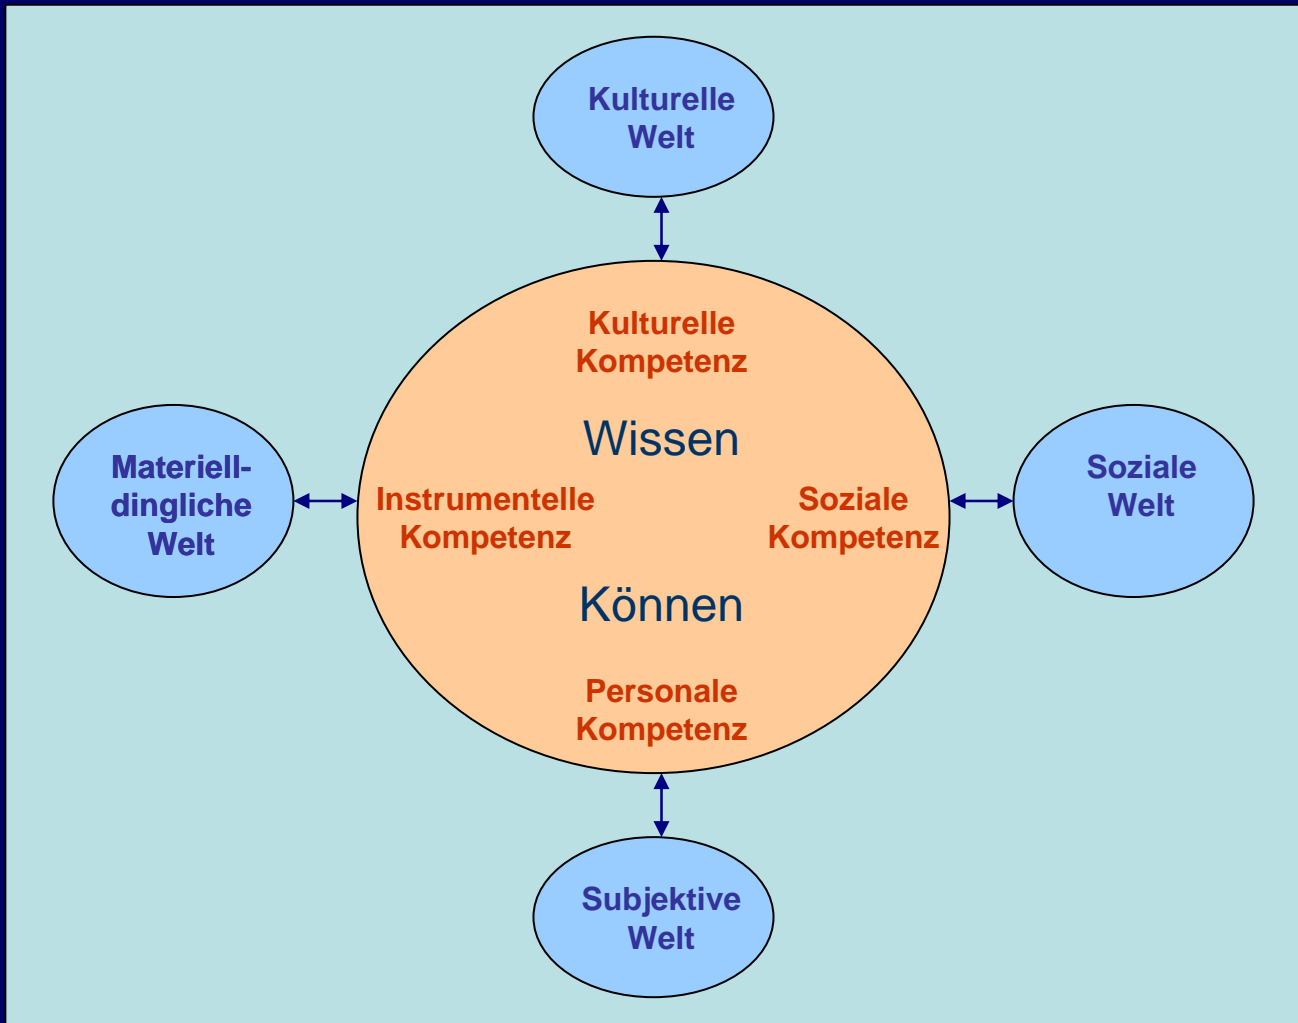 Kulturelle
Welt
Kulturelle
Kompetenz
Wissen
Materiell-
dingliche
Welt
Instrumentelle
Kompetenz
Soziale
Kompetenz
Soziale
Welt
Können
Personale
Kompetenz
Subjektive
Welt